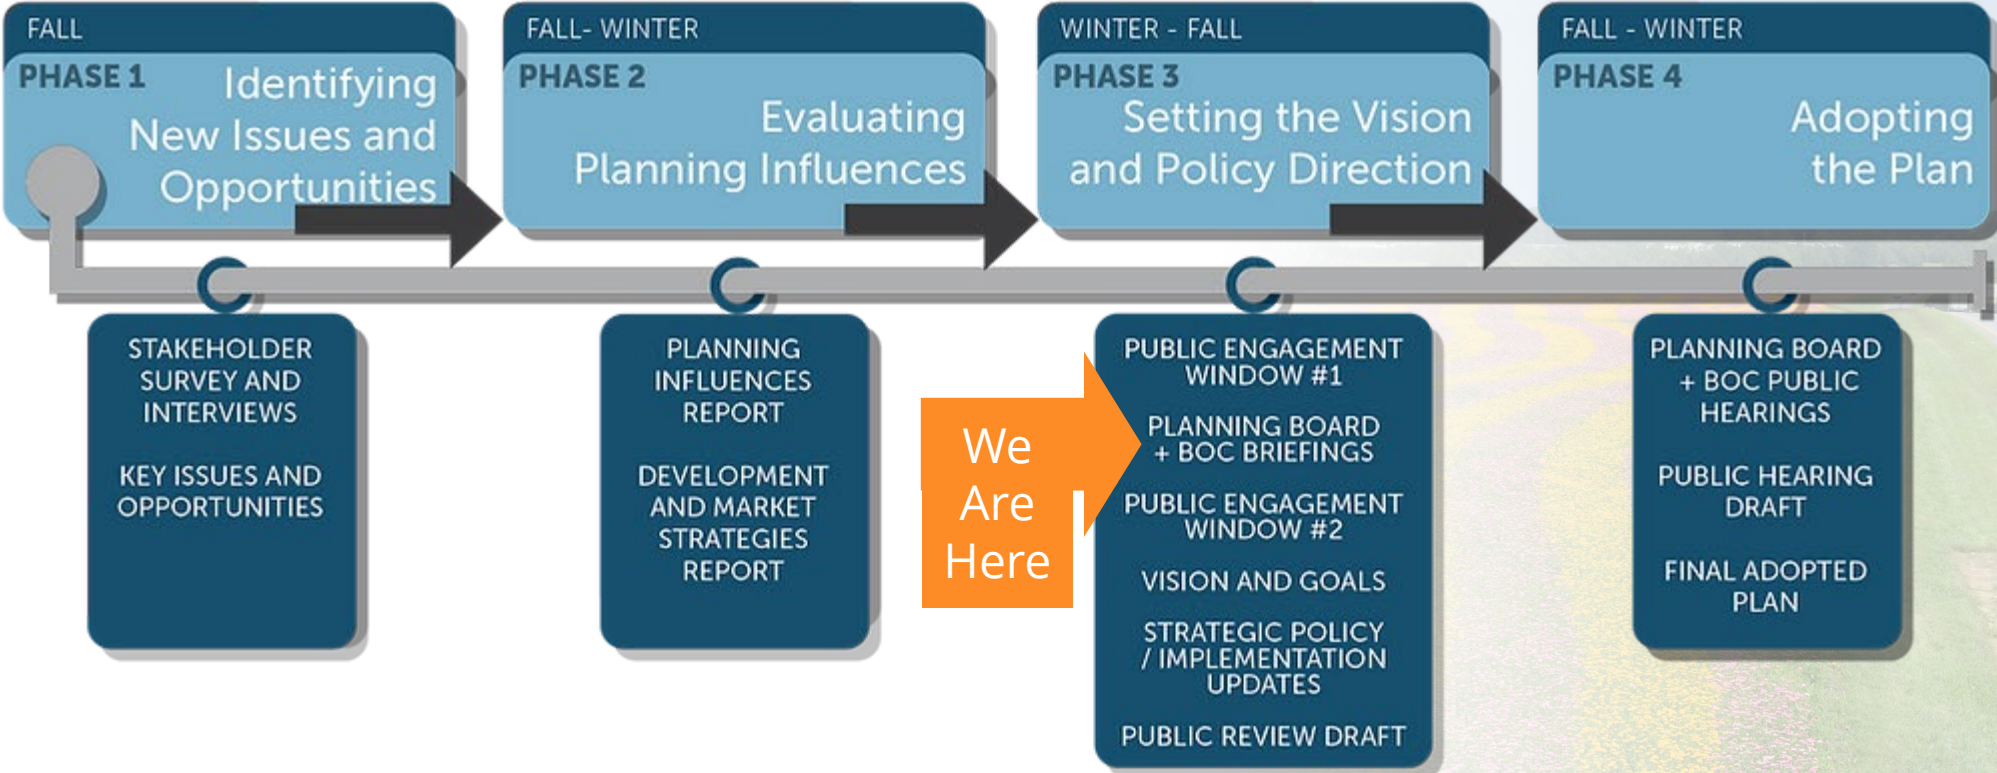 FALL
PHASE 1
Identifying
New Issues and
Opportunities
FALL- WINTER
PHASE 2
Evaluating
Planning Influences
WINTER - FALL
PHASE 3
Setting the Vision
and Policy Direction
FALL - WINTER
PHASE 4
Adopting
the Plan
STAKEHOLDER
SURVEY AND
INTERVIEWS
KEY ISSUES AND
OPPORTUNITIES
PLANNING
INFLUENCES
REPORT
DEVELOPMENT
AND MARKET
STRATEGIES
REPORT
We
Are
Here
PUBLIC ENGAGEMENT
WINDOW #1
PLANNING BOARD
+ BOC BRIEFINGS
PUBLIC ENGAGEMENT
WINDOW #2
VISION AND GOALS
STRATEGIC POLICY
/ IMPLEMENTATION
UPDATES
PUBLIC REVIEW DRAFT
PLANNING BOARD
+ BOC PUBLIC
HEARINGS
PUBLIC HEARING
DRAFT
FINAL ADOPTED
PLAN